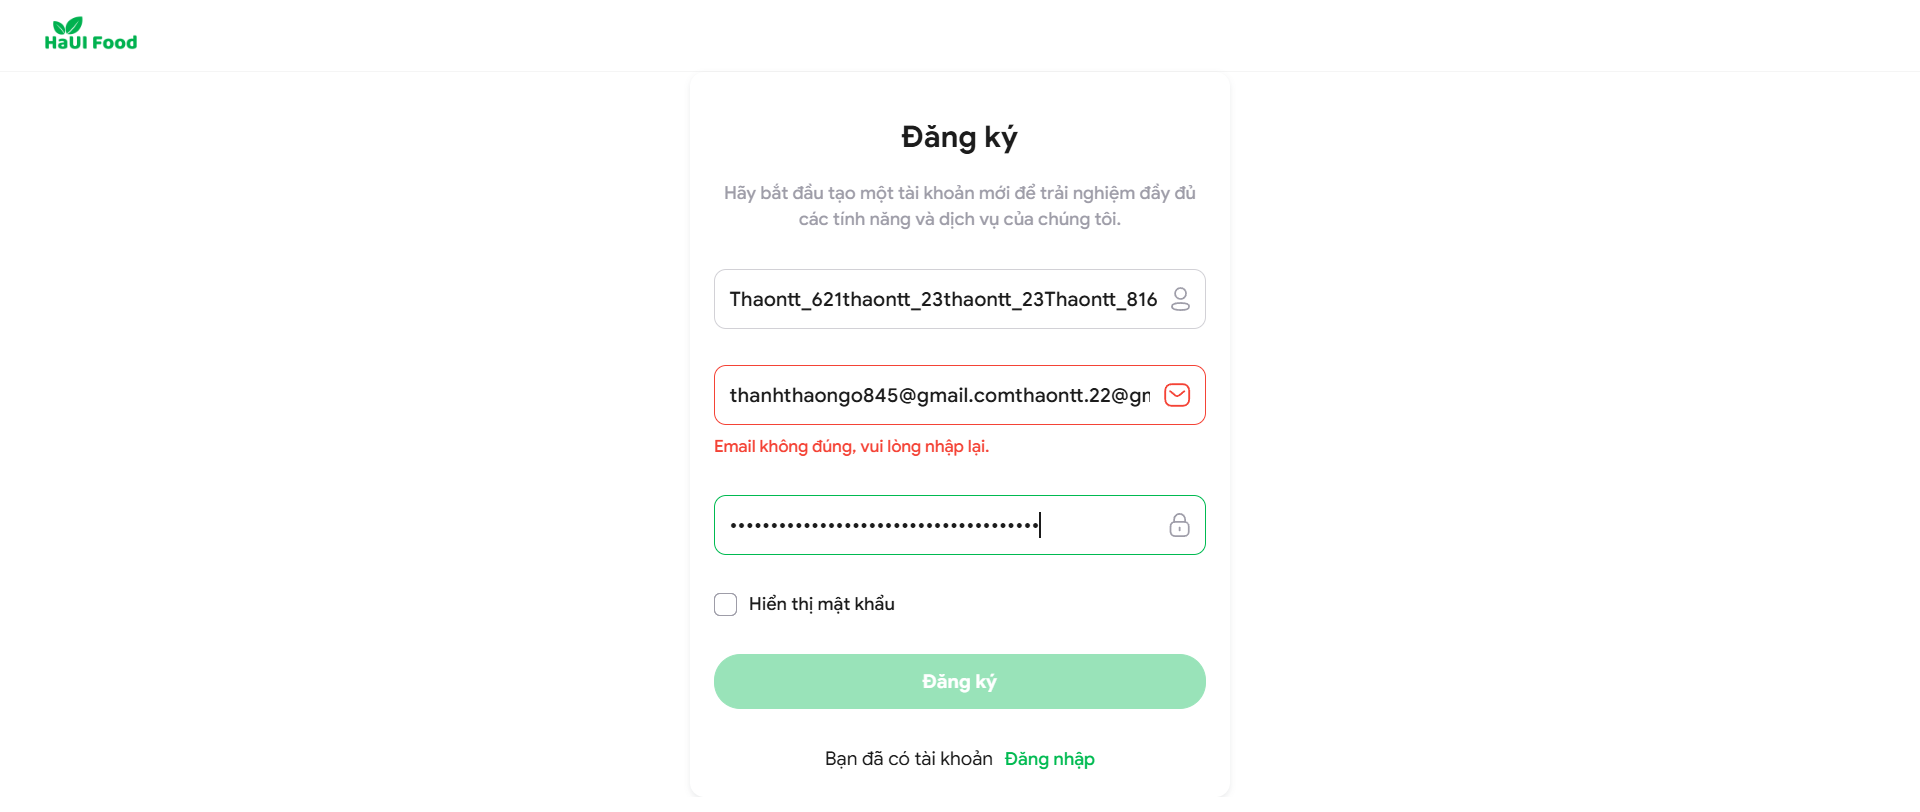 HaUI Food
Đăng ký
Hãy bắt đầu tạo một tài khoản mới để trải nghiệm đầy đủ
các tính năng và dịch vụ của chúng tôi.
Thaontt_621thaontt_23thaontt_23Thaontt_816
thanhthaongo845@gmail.comthaontt.22@gm
Email không đúng, vui lòng nhập lại.
Hiển thị mật khẩu
Đăng ký
Bạn đã có tài khoản Đăng nhập